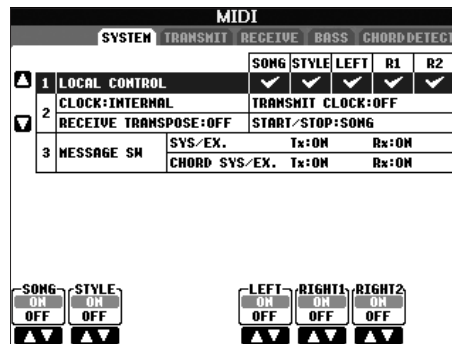 MIDI
SYSTEM TRANSMIT RECEIVE BASS CHORD DETECT
SONG STYLE LEFT R1 R2
1 LOCAL CONTROL
2 CLOCK:INTERNAL TRANSMIT CLOCK:OFF
RECEIVE TRANSPOSE:OFF START/STOP:SONG
3 MESSAGE SW SYS/EX. Tx:ON Rx:ON
CHORD SYS/EX. Tx:ON Rx:ON
SONG STYLE LEFT RIGHT1 RIGHT2
ON ON ON ON ON
OFF OFF OFF OFF OFF